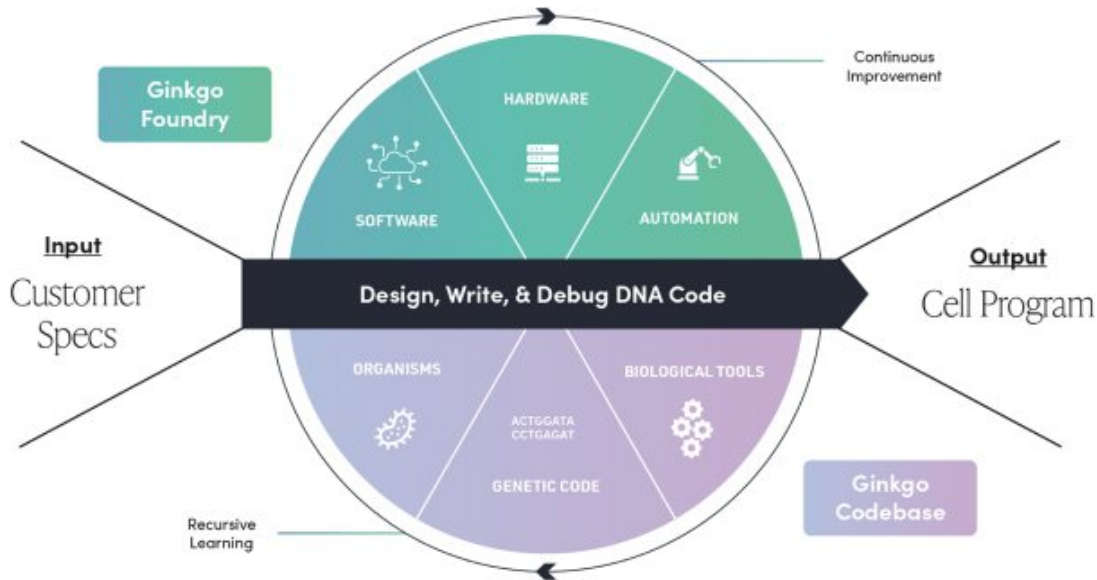 Ginkgo
Foundry
HARDWARE
SOFTWARE
AUTOMATION
Continuous
Improvement
Input
Customer
Specs
Design, Write, & Debug DNA Code
Output
Cell Program
ORGANISMS
ACTGGATA
CCTGAGAT
GENETIC CODE
BIOLOGICAL TOOLS
Recursive
Learning
Ginkgo
Codebase